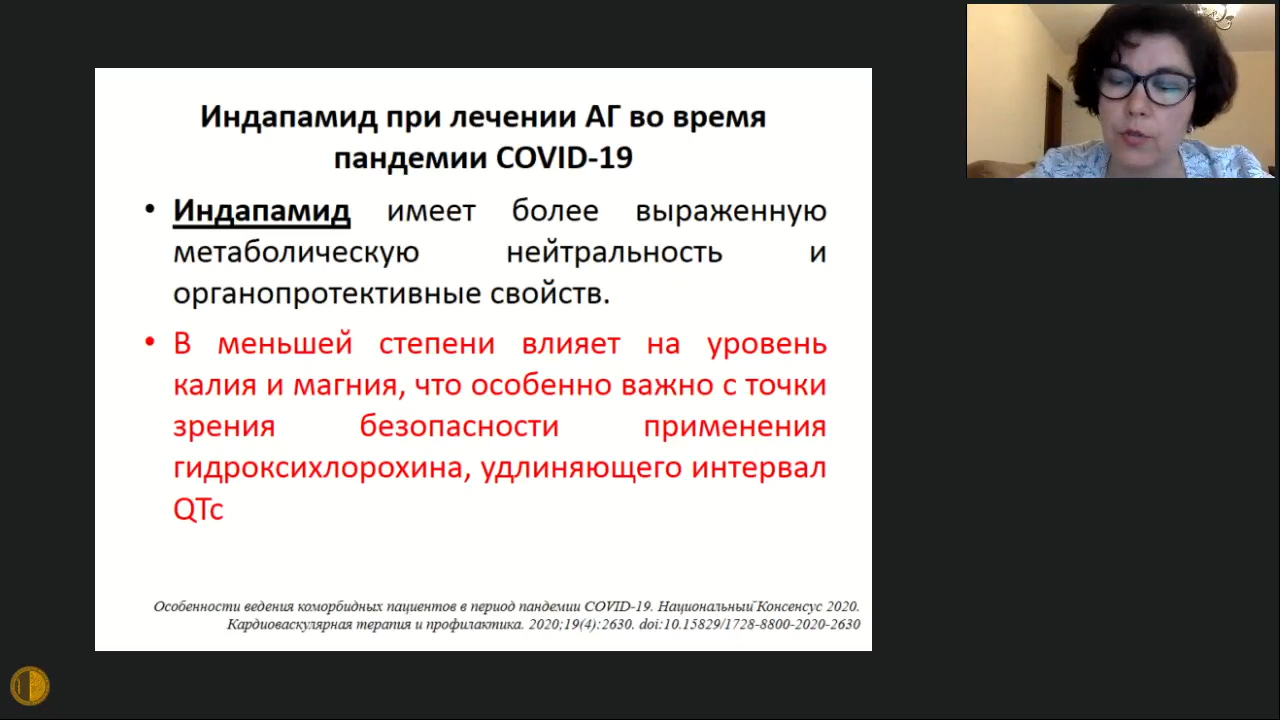 Индапамид при лечении АГ во время
пандемии COVID-19
• Индапамид имеет более выраженную
метаболическую нейтральность и
органопротективные свойств.
• В меньшей степени влияет на уровень
калия и магния, что особенно важно с точки
зрения безопасности применения
гидроксихлорохина, удлиняющего интервал
QTc
Особенности ведения коморбидных пациентов в период пандемии COVID-19. Национальный Консенсус 2020.
Кардиоваскулярная терапия и профилактика. 2020;19(4):2630. doi:10.15829/1728-8800-2020-2630